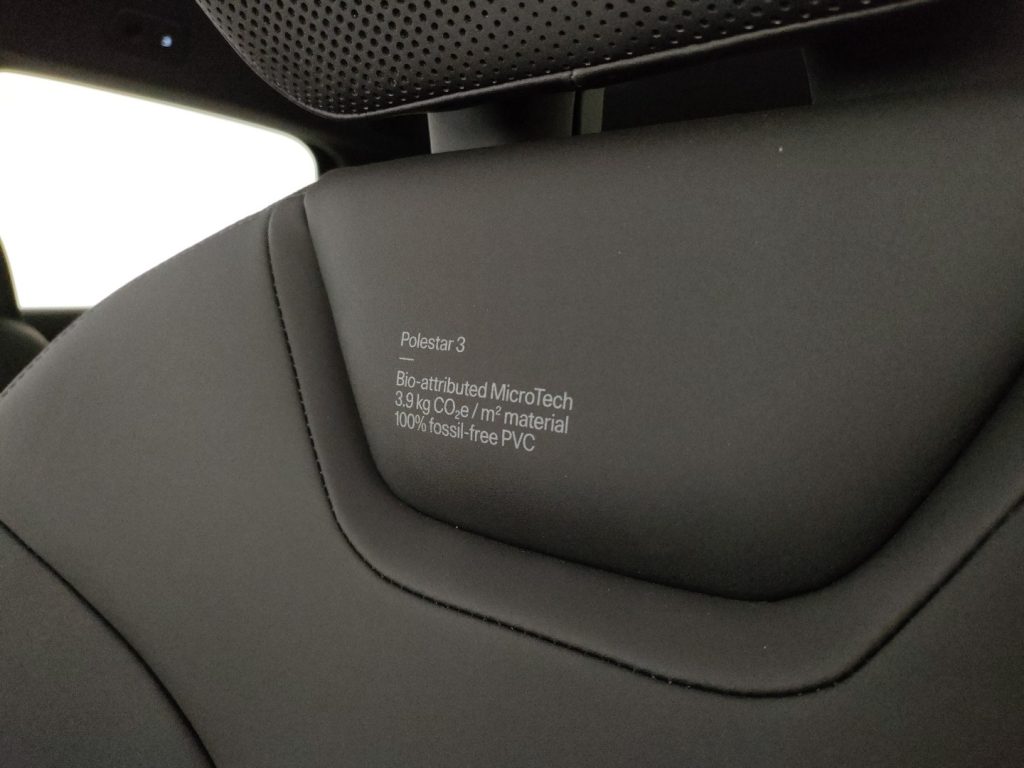 Polestar 3
—
Bio-attributed MicroTech
3.9 kg CO₂e / m² material
100% fossil-free PVC